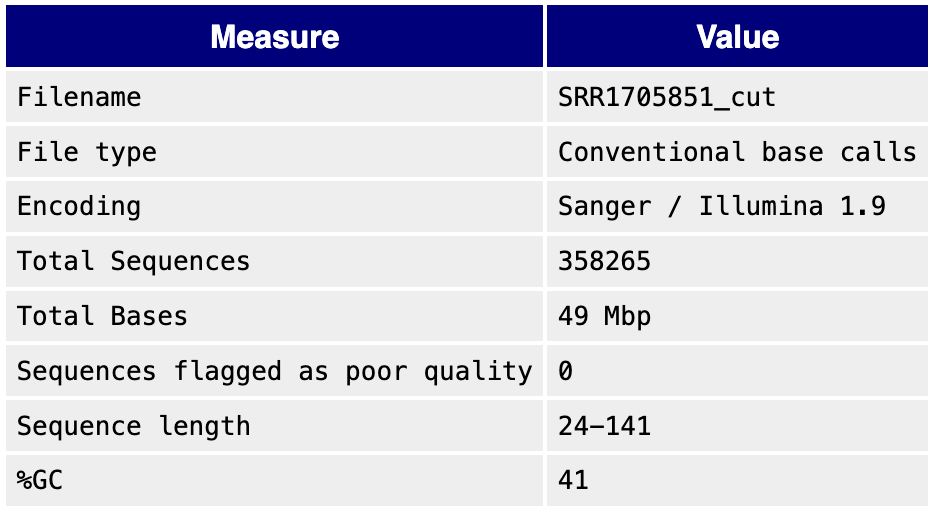 Measure Value
Filename SRR1705851_cut
File type Conventional base calls
Encoding Sanger / Illumina 1.9
Total Sequences 358265
Total Bases 49 Mbp
Sequences flagged as poor quality 0
Sequence length 24-141
%GC 41